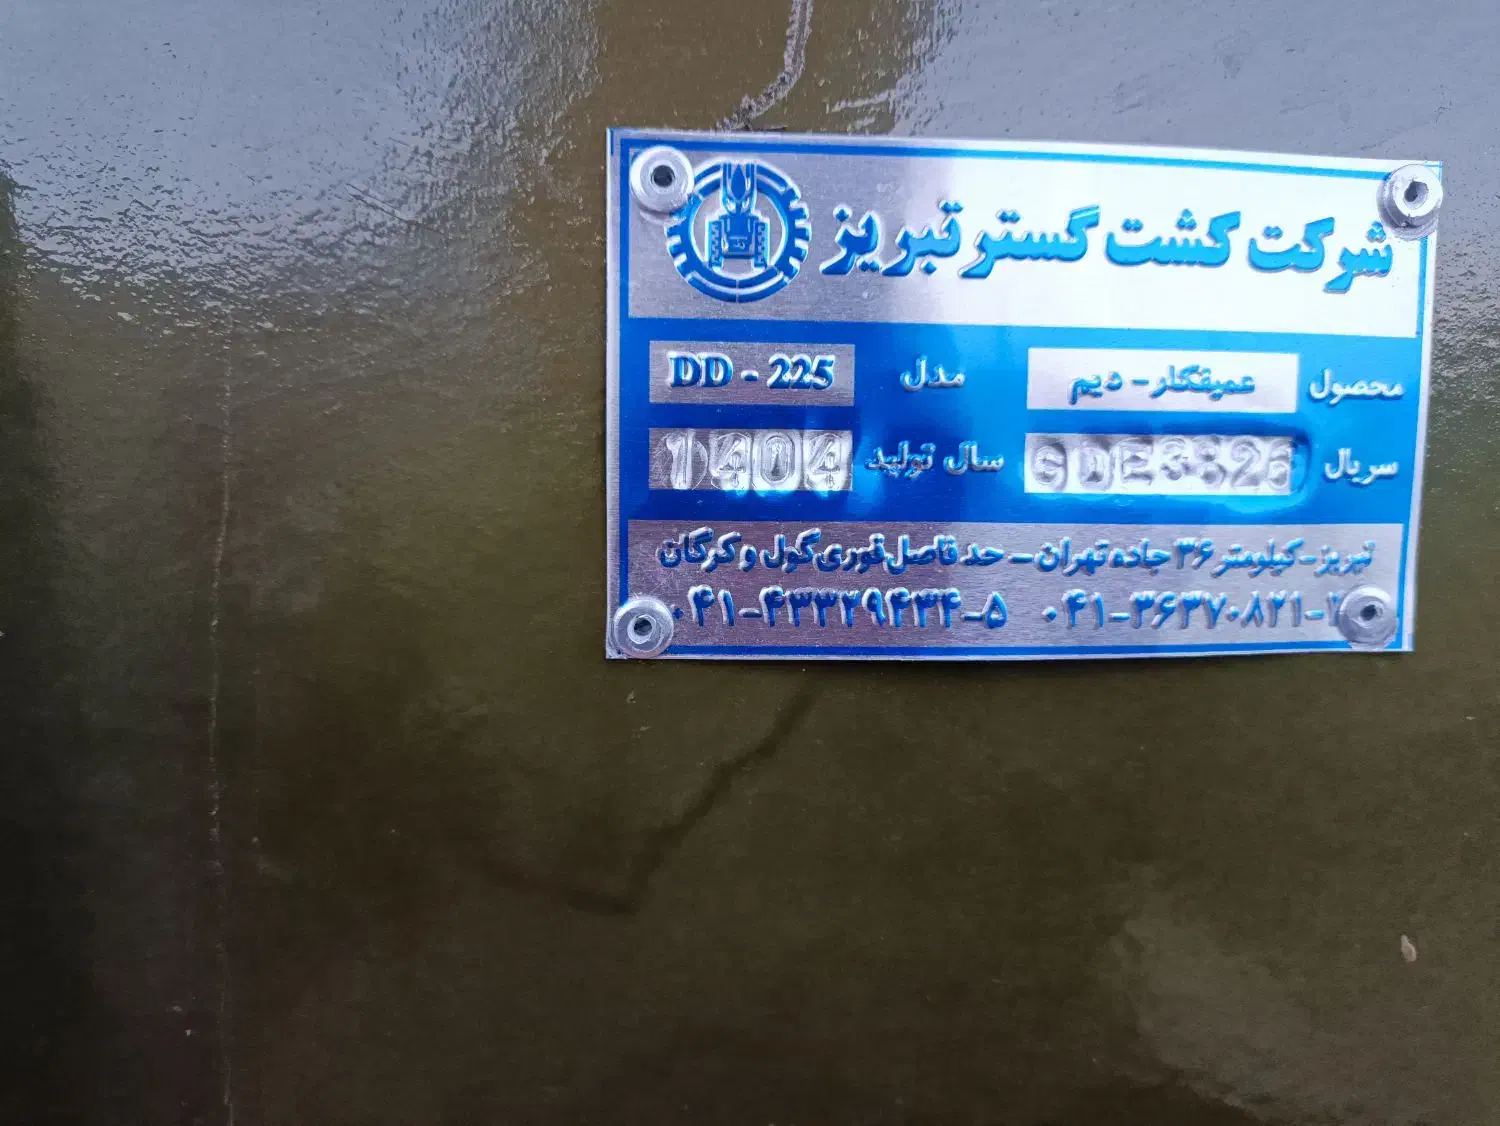 شرکت کشت گستر تبریز
محصول عمیقکار - دیم مدل DD - 225
سریال سال تولید 1404
تبریز - کیلومتر ۳۶ جاده تهران - حد فاصل قوری گول و کرگان
۰۴۱-۳۶۳۷۰۸۲۱- ۰۴۱-۴۳۳۲۹۴۳۴-۵